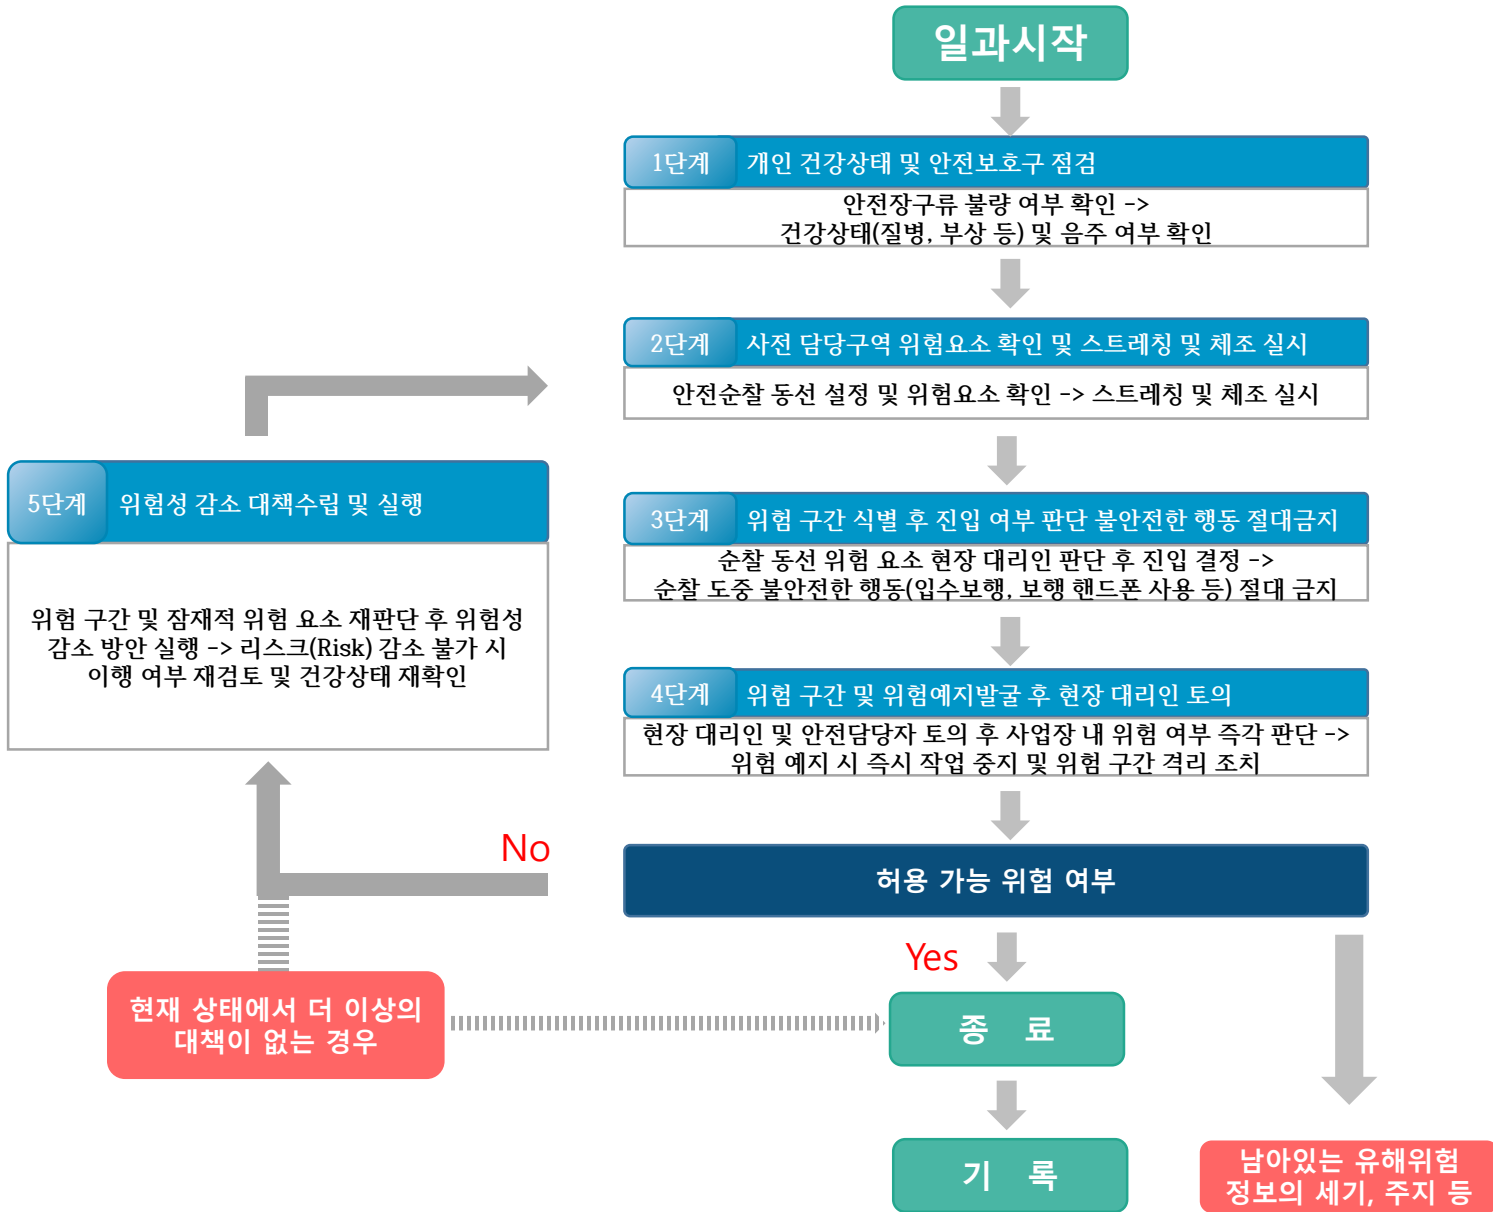 일과시작
1단계 개인 건강상태 및 안전보호구 점검
안전장구류 불량 여부 확인 ->
건강상태(질병, 부상 등) 및 음주 여부 확인
2단계 사전 담당구역 위험요소 확인 및 스트레칭 및 체조 실시
안전순찰 동선 설정 및 위험요소 확인 -> 스트레칭 및 체조 실시
3단계 위험 구간 식별 후 진입 여부 판단 불안전한 행동 절대금지
순찰 동선 위험 요소 현장 대리인 판단 후 진입 결정 ->
순찰 도중 불안전한 행동(입수보행, 보행 핸드폰 사용 등) 절대 금지
4단계 위험 구간 및 위험예지발굴 후 현장 대리인 토의
현장 대리인 및 안전담당자 토의 후 사업장 내 위험 여부 즉각 판단 ->
위험 예지 시 즉시 작업 중지 및 위험 구간 격리 조치
허용 가능 위험 여부
No
5단계 위험성 감소 대책수립 및 실행
위험 구간 및 잠재적 위험 요소 재판단 후 위험성
감소 방안 실행 -> 리스크(Risk) 감소 불가 시
이행 여부 재검토 및 건강상태 재확인
현재 상태에서 더 이상의
대책이 없는 경우
Yes
종 료
기 록
남아있는 유해위험
정보의 세기, 주지 등